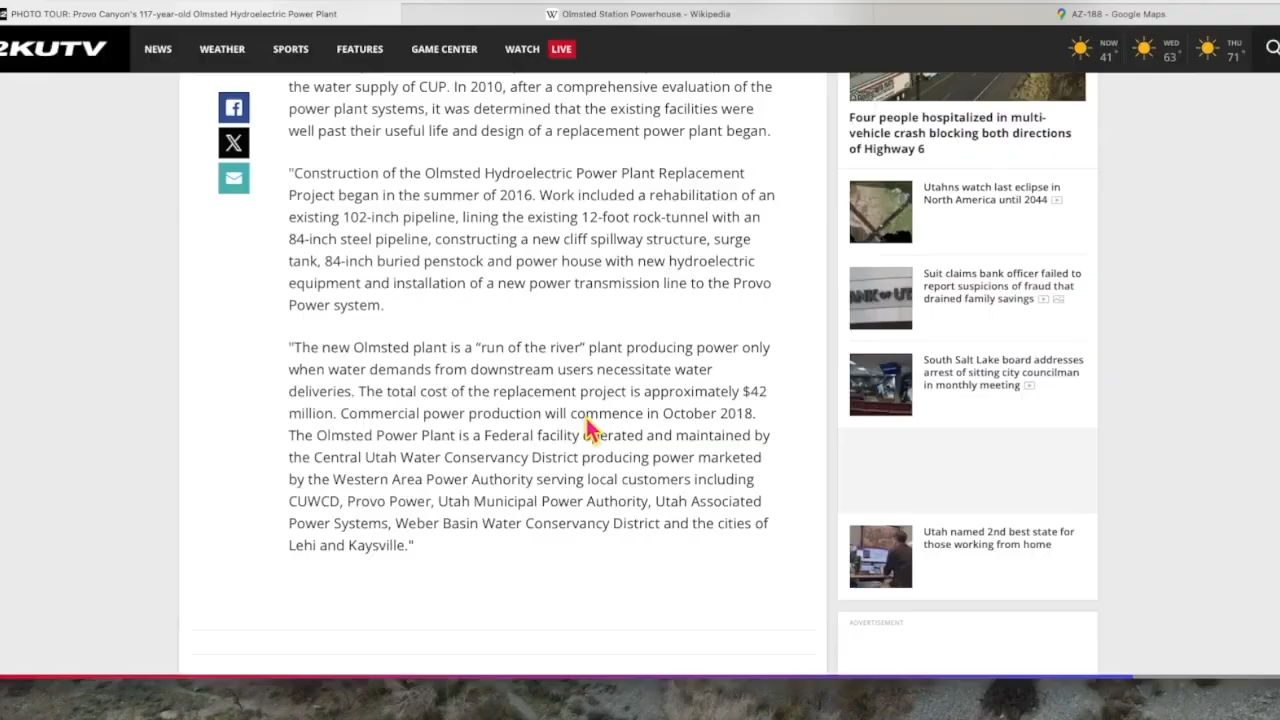 PHOTO TOUR: Provo Canyon's 117-year-old Olmsted Hydroelectric Power Plant
W Olmsted Station Powerhouse - Wikipedia
AZ-188 - Google Maps
2KUTV
NEWS
WEATHER
SPORTS
FEATURES
GAME CENTER
WATCH LIVE
NOW
41°
WED
63°
THU
71°
the water supply of CUP. In 2010, after a comprehensive evaluation of the
power plant systems, it was determined that the existing facilities were
well past their useful life and design of a replacement power plant began.
"Construction of the Olmsted Hydroelectric Power Plant Replacement
Project began in the summer of 2016. Work included a rehabilitation of an
existing 102-inch pipeline, lining the existing 12-foot rock-tunnel with an
84-inch steel pipeline, constructing a new cliff spillway structure, surge
tank, 84-inch buried penstock and power house with new hydroelectric
equipment and installation of a new power transmission line to the Provo
Power system.
"The new Olmsted plant is a “run of the river” plant producing power only
when water demands from downstream users necessitate water
deliveries. The total cost of the replacement project is approximately $42
million. Commercial power production will commence in October 2018.
The Olmsted Power Plant is a Federal facility operated and maintained by
the Central Utah Water Conservancy District producing power marketed
by the Western Area Power Authority serving local customers including
CUWCD, Provo Power, Utah Municipal Power Authority, Utah Associated
Power Systems, Weber Basin Water Conservancy District and the cities of
Lehi and Kaysville."
Four people hospitalized in multi-
vehicle crash blocking both directions
of Highway 6
Utahns watch last eclipse in
North America until 2044
BANK OF UT
Suit claims bank officer failed to
report suspicions of fraud that
drained family savings
South Salt Lake board addresses
arrest of sitting city councilman
in monthly meeting
Utah named 2nd best state for
those working from home
ADVERTISEMENT